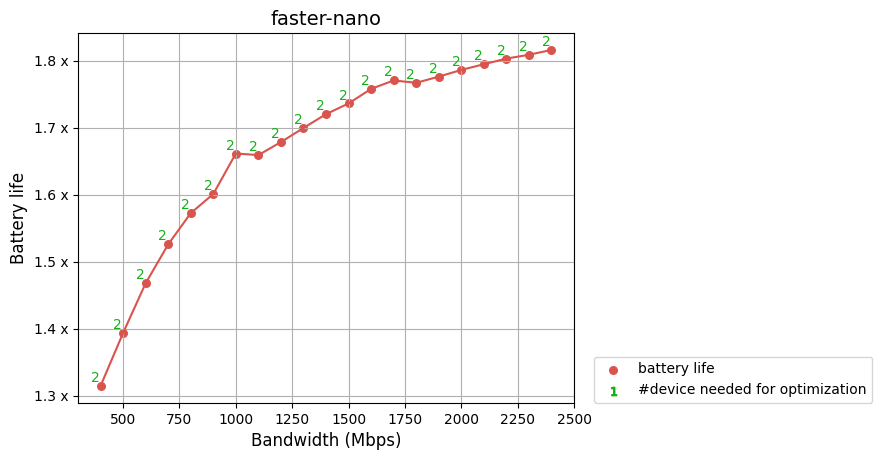 faster-nano
Battery life
1.8 x
1.7 x
1.6 x
1.5 x
1.4 x
1.3 x
2 2 2 2 2 2 2 2 2 2 2 2 2 2 2 2 2 2 2 2 2
500 750 1000 1250 1500 1750 2000 2250 2500
Bandwidth (Mbps)
battery life
1 #device needed for optimization